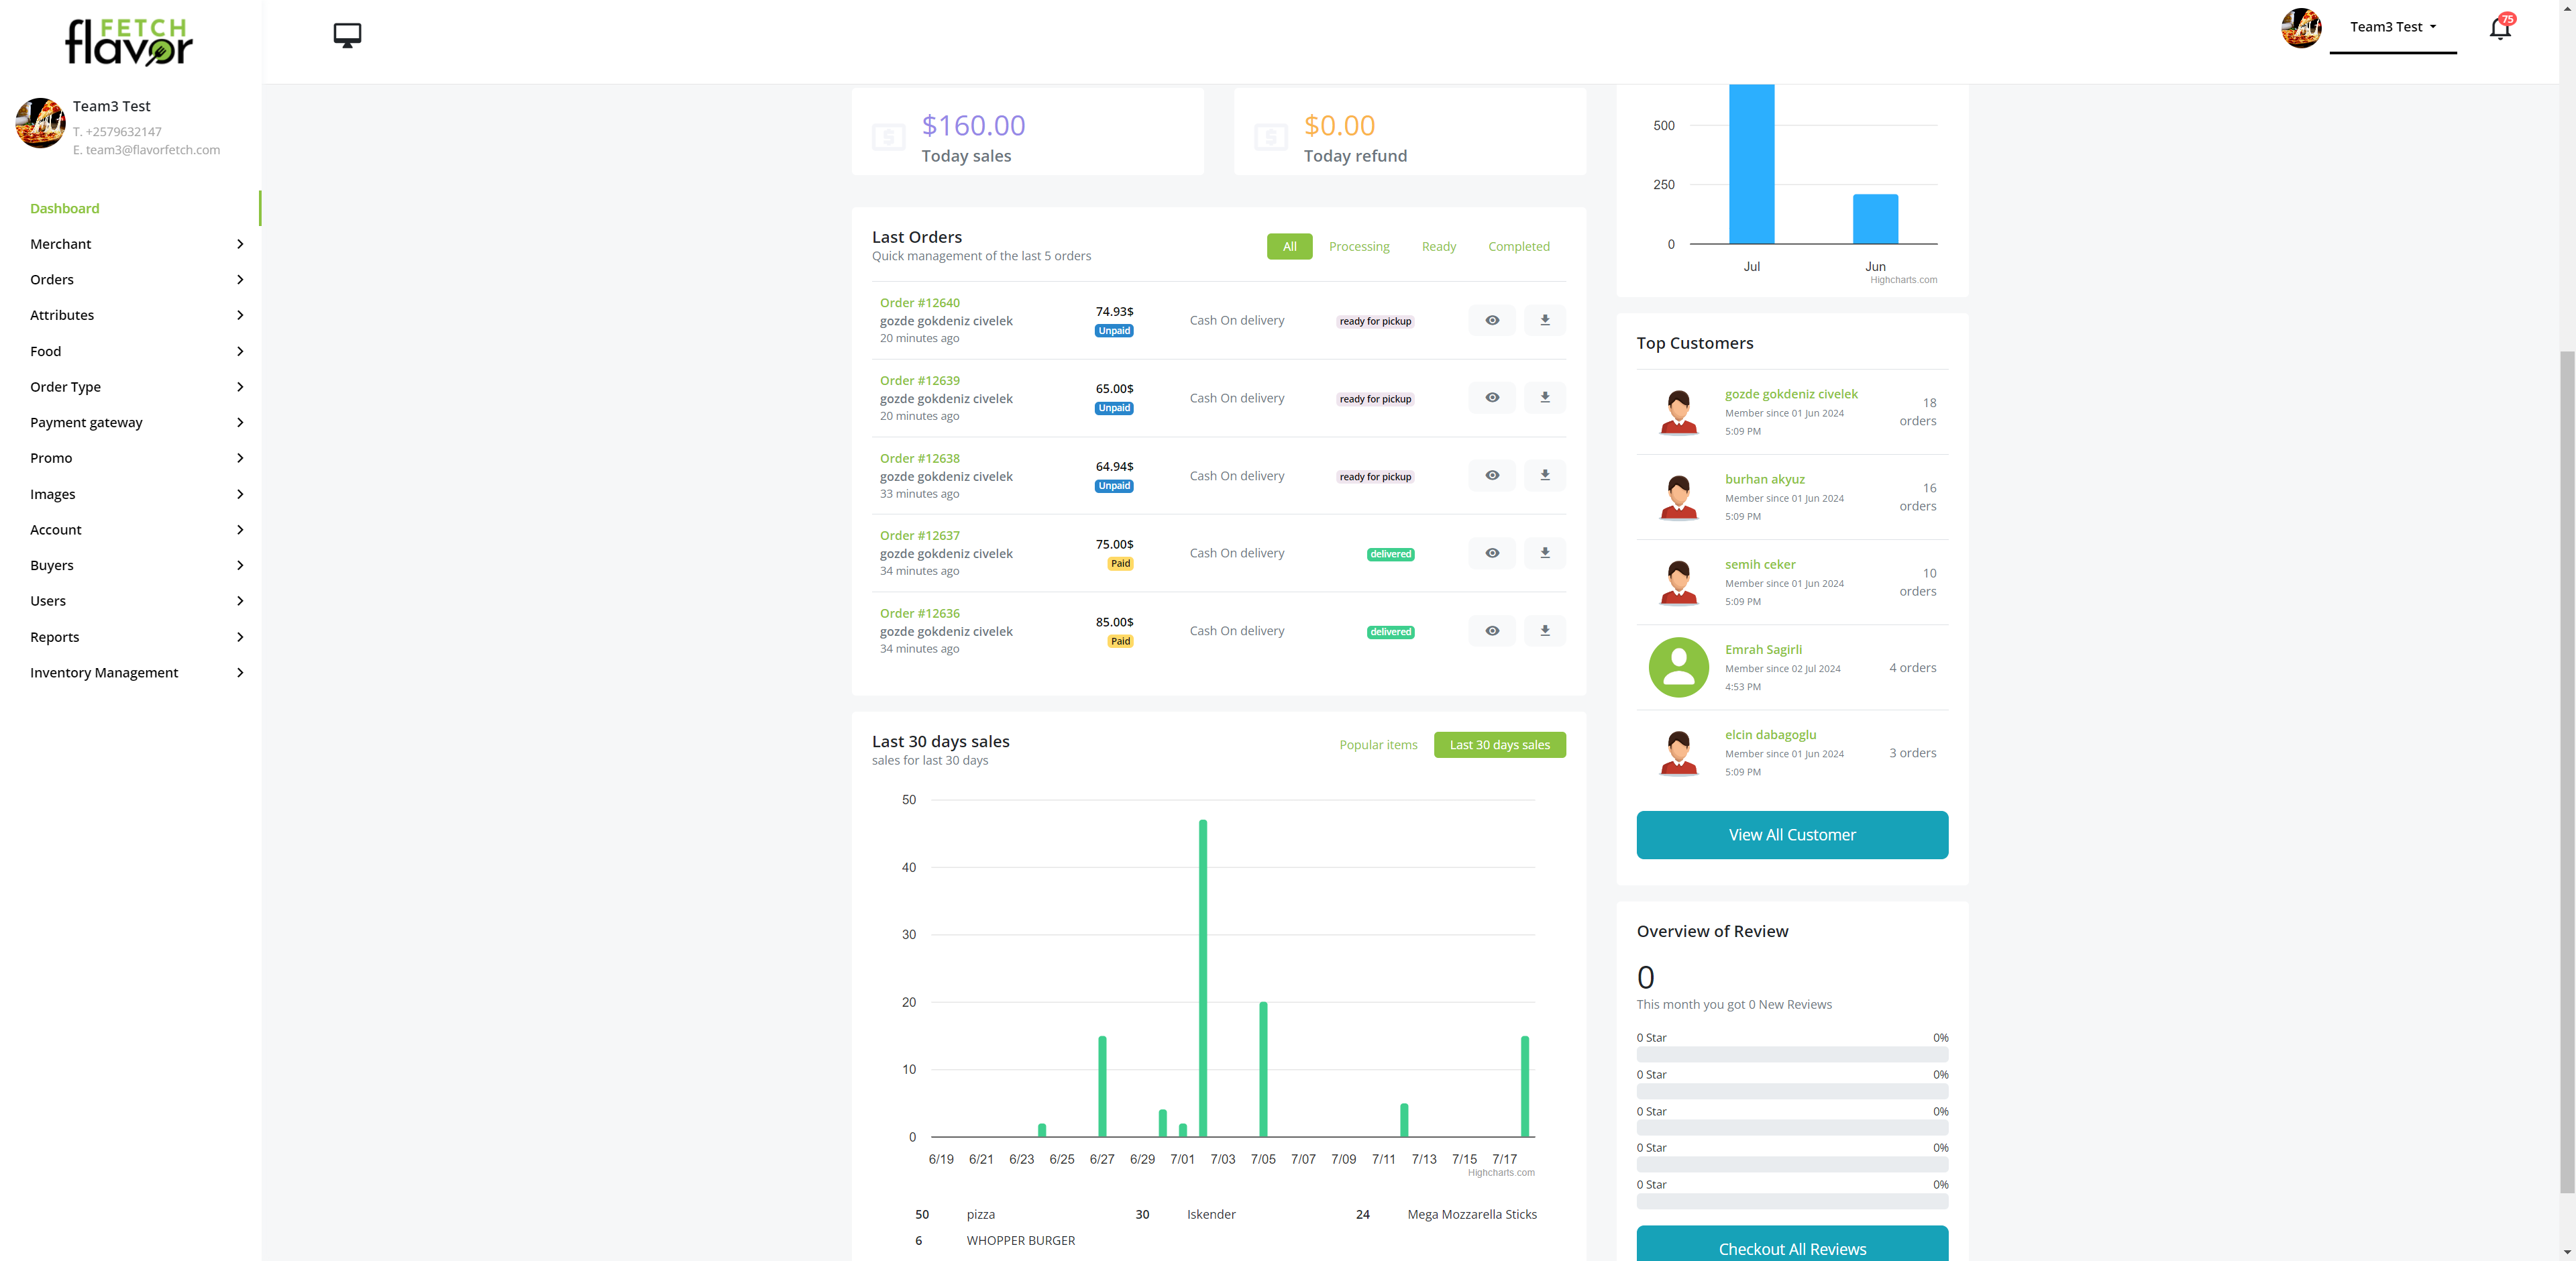 FETCH
flavor
Team3 Test
75
Team3 Test
T. +2579632147
E. team3@flavorfetch.com
Dashboard
Merchant
Orders
Attributes
Food
Order Type
Payment gateway
Promo
Images
Account
Buyers
Users
Reports
Inventory Management
$160.00
Today sales
$0.00
Today refund
Last Orders
Quick management of the last 5 orders
All Processing Ready Completed
Order #12640
gozde gokdeniz civelek
20 minutes ago
74.93$
Unpaid
Cash On delivery
ready for pickup
Order #12639
gozde gokdeniz civelek
20 minutes ago
65.00$
Unpaid
Cash On delivery
ready for pickup
Order #12638
gozde gokdeniz civelek
33 minutes ago
64.94$
Unpaid
Cash On delivery
ready for pickup
Order #12637
gozde gokdeniz civelek
34 minutes ago
75.00$
Paid
Cash On delivery
delivered
Order #12636
gozde gokdeniz civelek
34 minutes ago
85.00$
Paid
Cash On delivery
delivered
Last 30 days sales
sales for last 30 days
Popular items Last 30 days sales
50
40
30
20
10
0
6/19 6/21 6/23 6/25 6/27 6/29 7/01 7/03 7/05 7/07 7/09 7/11 7/13 7/15 7/17
Highcharts.com
50 pizza 30 Iskender 24 Mega Mozzarella Sticks
6 WHOPPER BURGER
500
250
0
Jul Jun
Highcharts.com
Top Customers
gozde gokdeniz civelek
Member since 01 Jun 2024
5:09 PM
18
orders
burhan akyuz
Member since 01 Jun 2024
5:09 PM
16
orders
semih ceker
Member since 01 Jun 2024
5:09 PM
10
orders
Emrah Sagirli
Member since 02 Jul 2024
4:53 PM
4 orders
elcin dabagoglu
Member since 01 Jun 2024
5:09 PM
3 orders
View All Customer
Overview of Review
0
This month you got 0 New Reviews
0 Star 0%
0 Star 0%
0 Star 0%
0 Star 0%
0 Star 0%
Checkout All Reviews